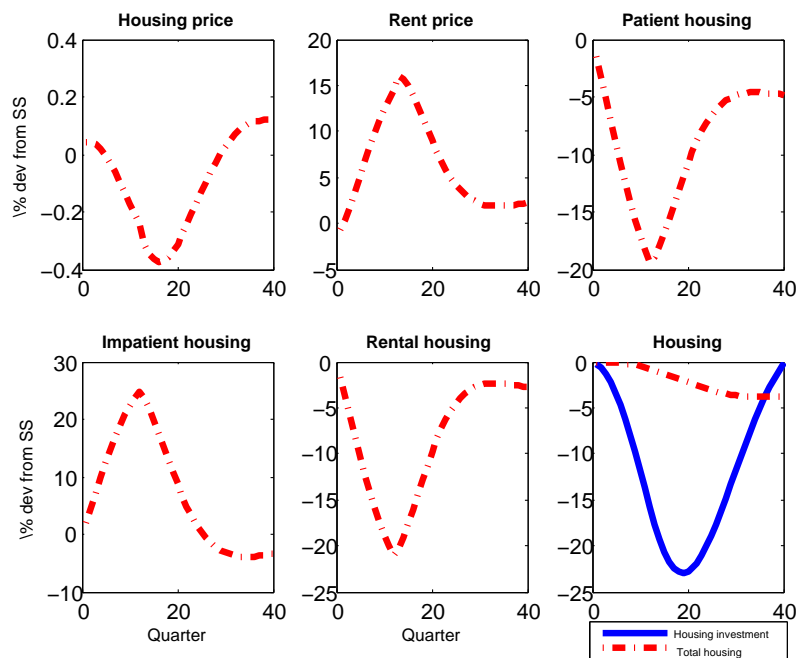 Housing price
Rent price
Patient housing
\% dev from SS
0.4
0.2
0
−0.2
−0.4
0 20 40
20
15
10
5
0
−5
0 20 40
0
−5
−10
−15
−20
0 20 40
Impatient housing
Rental housing
Housing
\% dev from SS
30
20
10
0
−10
0 20 40
Quarter
0
−5
−10
−15
−20
−25
0 20 40
Quarter
0
−5
−10
−15
−20
−25
0 20 40
Housing investment
Total housing